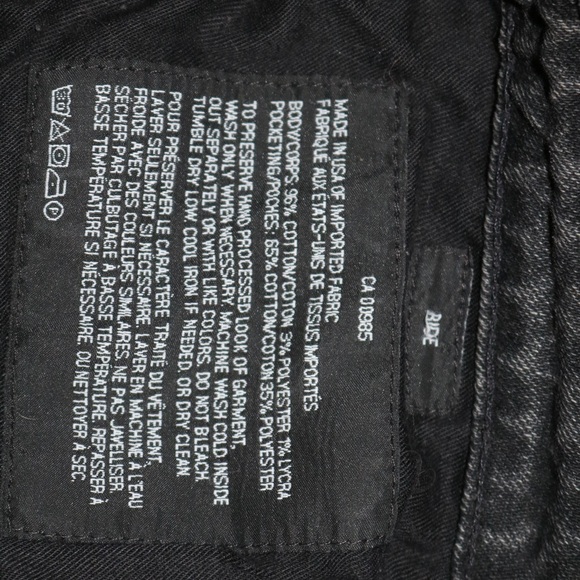 RUDE
CA 00985
MADE IN USA OF IMPORTED FABRIC
FABRIQUÉ AUX ÉTATS-UNIS DE TISSUS IMPORTÉS
BODY/CORPS: 96% COTTON/COTON 3% POLYESTER 1% LYCRA
POCKETING/POCHES: 65% COTTON/COTON 35% POLYESTER
TO PRESERVE HAND PROCESSED LOOK OF GARMENT,
WASH ONLY WHEN NECESSARY. MACHINE WASH COLD INSIDE
OUT SEPARATELY OR WITH LIKE COLORS. DO NOT BLEACH.
TUMBLE DRY LOW. COOL IRON IF NEEDED. OR DRY CLEAN.
POUR PRÉSERVER LE CARACTÈRE TRAITÉ DU VÊTEMENT,
LAVER SEULEMENT SI NÉCESSAIRE. LAVER EN MACHINE À L'EAU
FROIDE AVEC DES COULEURS SIMILAIRES. NE PAS JAVELLISER.
SÉCHER PAR CULBUTAGE À BASSE TEMPÉRATURE. REPASSER À
BASSE TEMPÉRATURE SI NÉCESSAIRE. OU NETTOYER À SEC.